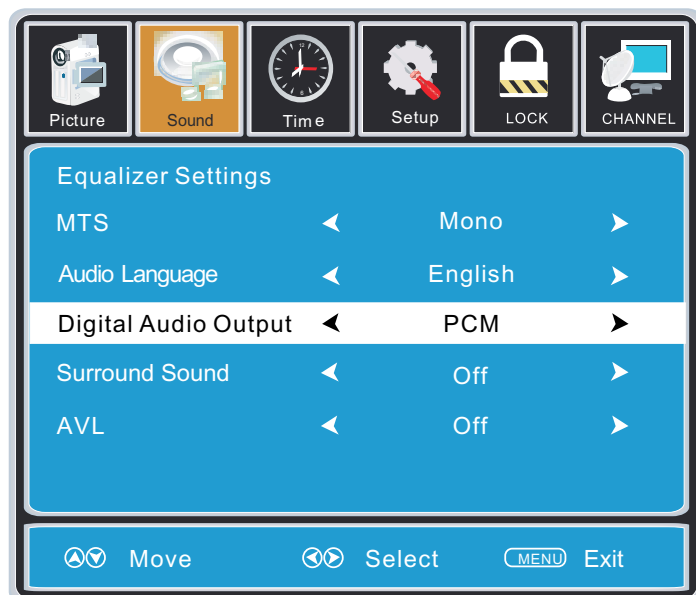 Picture Sound Time Setup LOCK CHANNEL
Equalizer Settings
MTS Mono
Audio Language English
Digital Audio Output PCM
Surround Sound Off
AVL Off
Move Select MENU Exit